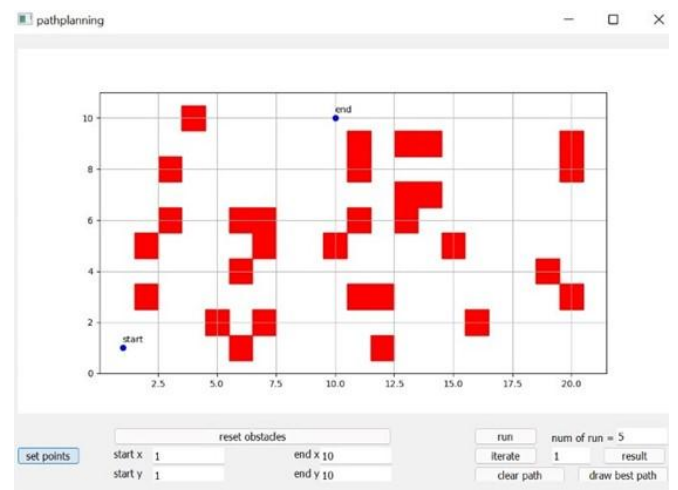 pathplanning
end
10
8
6
4
2
0
start
2.5 5.0 7.5 10.0 12.5 15.0 17.5 20.0
reset obstacles run num of run = 5
set points start x 1 end x 10 iterate 1 result
start y 1 end y 10 clear path draw best path